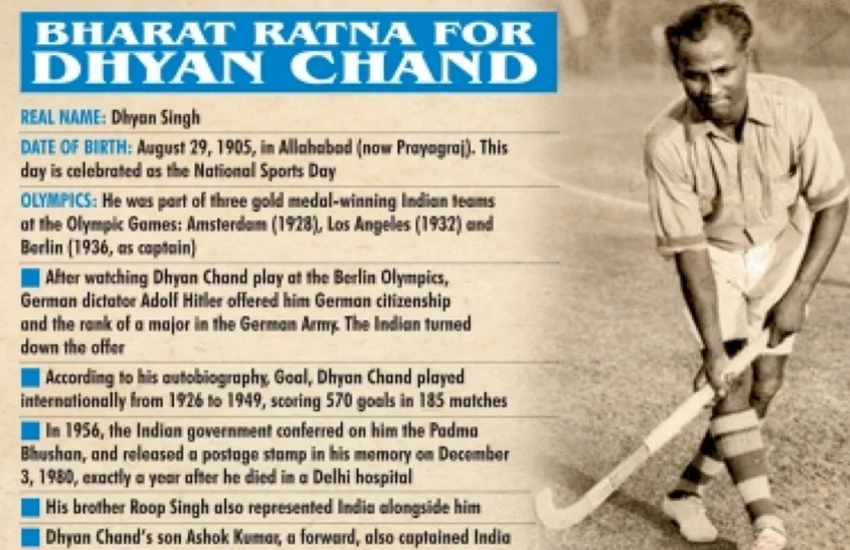 BHARAT RATNA FOR
DHYAN CHAND
REAL NAME: Dhyan Singh
DATE OF BIRTH: August 29, 1905, in Allahabad (now Prayagraj). This
day is celebrated as the National Sports Day
OLYMPICS: He was part of three gold medal-winning Indian teams
at the Olympic Games: Amsterdam (1928), Los Angeles (1932) and
Berlin (1936, as captain)
After watching Dhyan Chand play at the Berlin Olympics,
German dictator Adolf Hitler offered him German citizenship
and the rank of a major in the German Army. The Indian turned
down the offer
According to his autobiography, Goal, Dhyan Chand played
internationally from 1926 to 1949, scoring 570 goals in 185 matches
In 1956, the Indian government conferred on him the Padma
Bhushan, and released a postage stamp in his memory on December
3, 1980, exactly a year after he died in a Delhi hospital
His brother Roop Singh also represented India alongside him
Dhyan Chand's son Ashok Kumar, a forward, also captained India